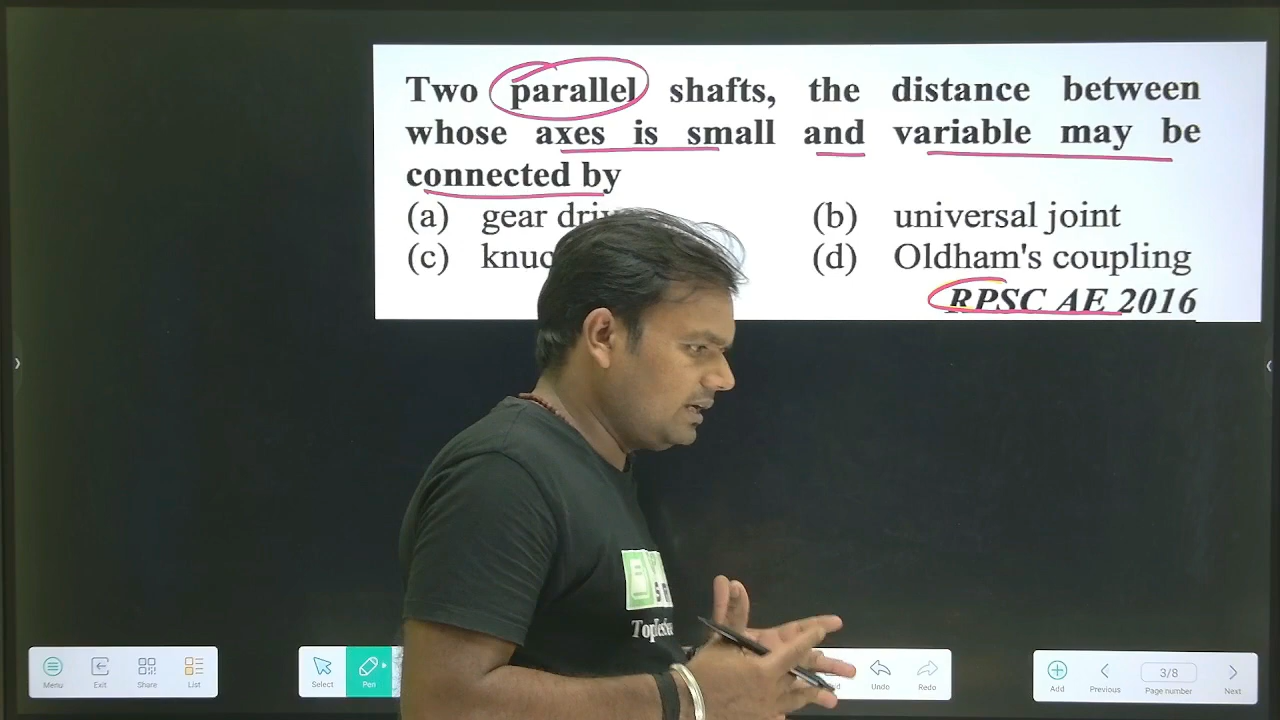 Two parallel shafts, the distance between
whose axes is small and variable may be
connected by
(a) gear
(b) universal joint
(c)
(d) Oldham's coupling
RPSC AE 2016
Menu
Exit
Share
List
Select
Pen
Undo
Redo
Add
Previous
3/8
Page number
Next